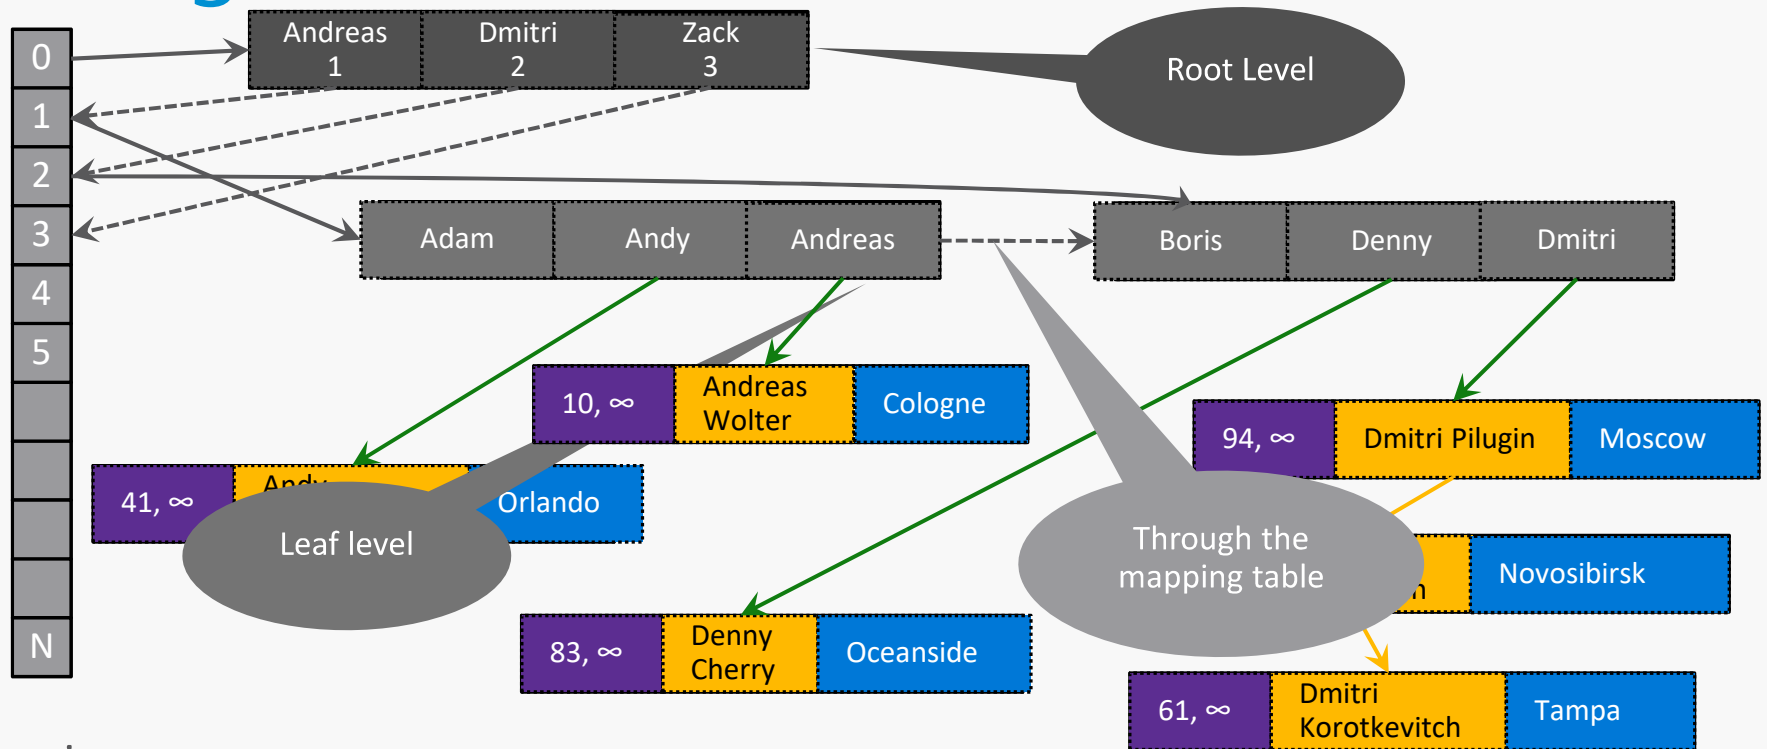 0
1
2
3
4
5
N
Andreas
1
Dmitri
2
Zack
3
Root Level
Adam
Andy
Andreas
Boris
Denny
Dmitri
10, ∞
Andreas
Wolter
Cologne
94, ∞
Dmitri Pilugin
Moscow
41, ∞
Andy
Orlando
Leaf level
Through the
mapping table
Novosibirsk
83, ∞
Denny
Cherry
Oceanside
61, ∞
Dmitri
Korotkevitch
Tampa